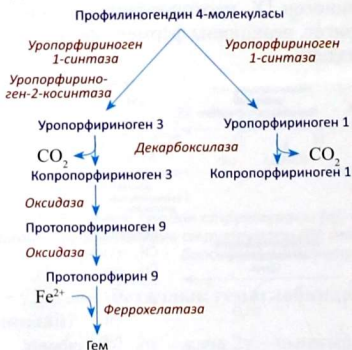 Профилиногендин 4-молекуласы
Уропорфириноген
1-синтаза
Уропорфириноген
1-синтаза
Уропорфирино-
ген-2-косинтаза
Уропорфириноген 3
Уропорфириноген 1
CO₂
Декарбоксилаза
CO₂
Копропорфириноген 3
Копропорфириноген 1
Оксидаза
Протопорфириноген 9
Оксидаза
Протопорфирин 9
Fe²⁺
Феррохелатаза
Гем